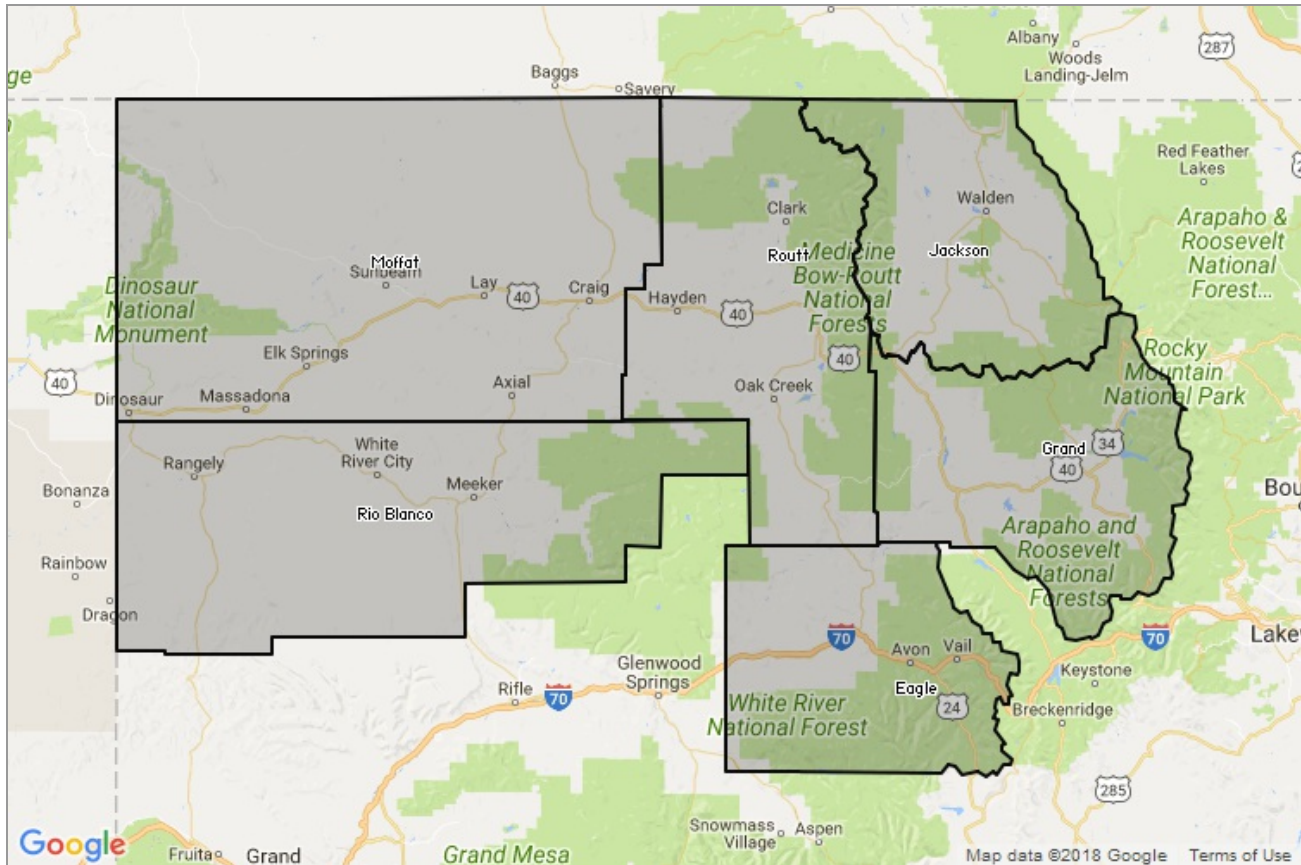 Albany
Woods
Landing-Jelm
287
Baggs
Savery
Red Feather
Lakes
Arapaho &
Roosevelt
National
Forest...
Walden
Clark
Jackson
Routt
Medicine
Bow-Routt
National
Forests
Moffat
Sunbeam
Lay
40
Craig
Hayden
40
40
Dinosaur
National
Monument
Elk Springs
40
Massadona
Dinosaur
Axial
Oak Creek
Rocky
Mountain
National Park
Grand
34
40
White
River City
Rangely
Meeker
Bonanza
Rio Blanco
Rainbow
Dragon
Arapaho and
Roosevelt
National
Forests
Bou
70
Avon
Vail
70
Lake
Keystone
Glenwood
Springs
Eagle
24
Rifle
70
White River
National Forest
Breckenridge
285
Snowmass
Village
Aspen
Google
Fruita
Grand
Grand Mesa
Map data ©2018 Google
Terms of Use